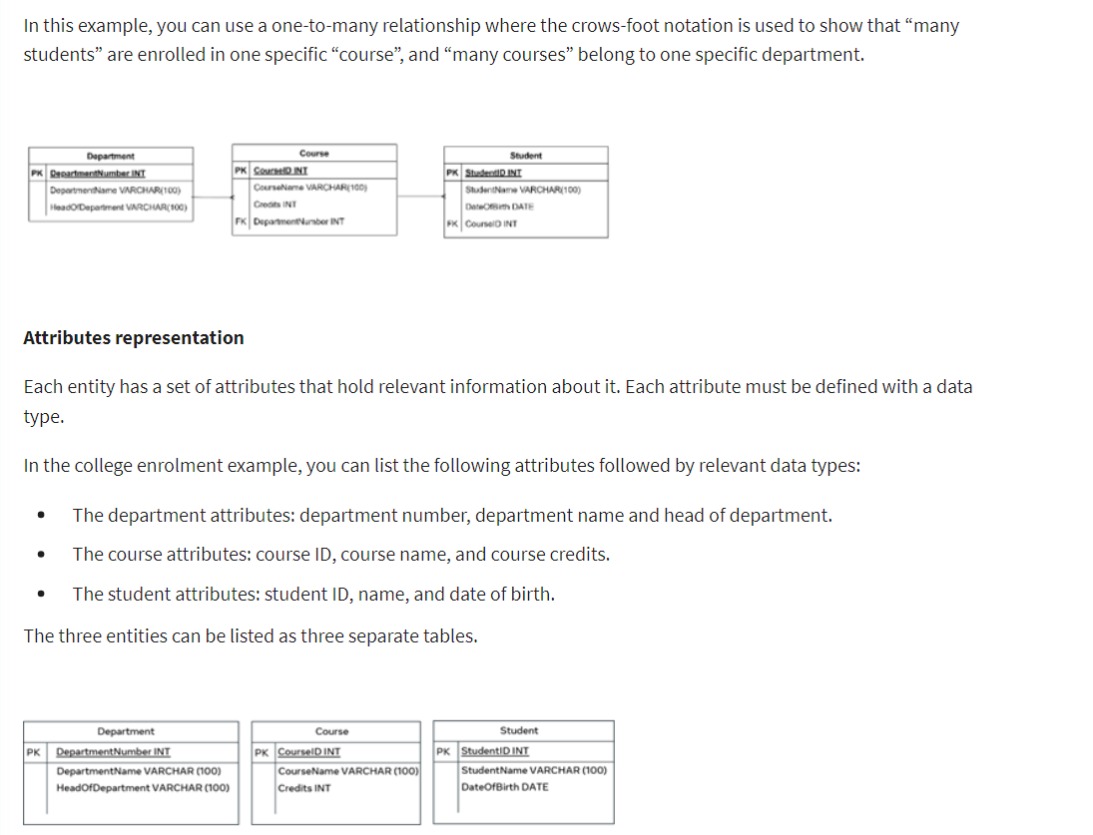 In this example, you can use a one-to-many relationship where the crows-foot notation is used to show that “many
students” are enrolled in one specific “course”, and “many courses” belong to one specific department.
Department
PK DepartmentNumber INT
DepartmentName VARCHAR(100)
HeadOfDepartment VARCHAR(100)
Course
PK CourseID INT
CourseName VARCHAR(100)
Credits INT
FK DepartmentNumber INT
Student
PK StudentID INT
StudentName VARCHAR(100)
DateOfBirth DATE
FK CourseID INT
Attributes representation
Each entity has a set of attributes that hold relevant information about it. Each attribute must be defined with a data
type.
In the college enrolment example, you can list the following attributes followed by relevant data types:
• The department attributes: department number, department name and head of department.
• The course attributes: course ID, course name, and course credits.
• The student attributes: student ID, name, and date of birth.
The three entities can be listed as three separate tables.
Department
PK DepartmentNumber INT
DepartmentName VARCHAR (100)
HeadOfDepartment VARCHAR (100)
Course
PK CourseID INT
CourseName VARCHAR (100)
Credits INT
Student
PK StudentID INT
StudentName VARCHAR (100)
DateOfBirth DATE